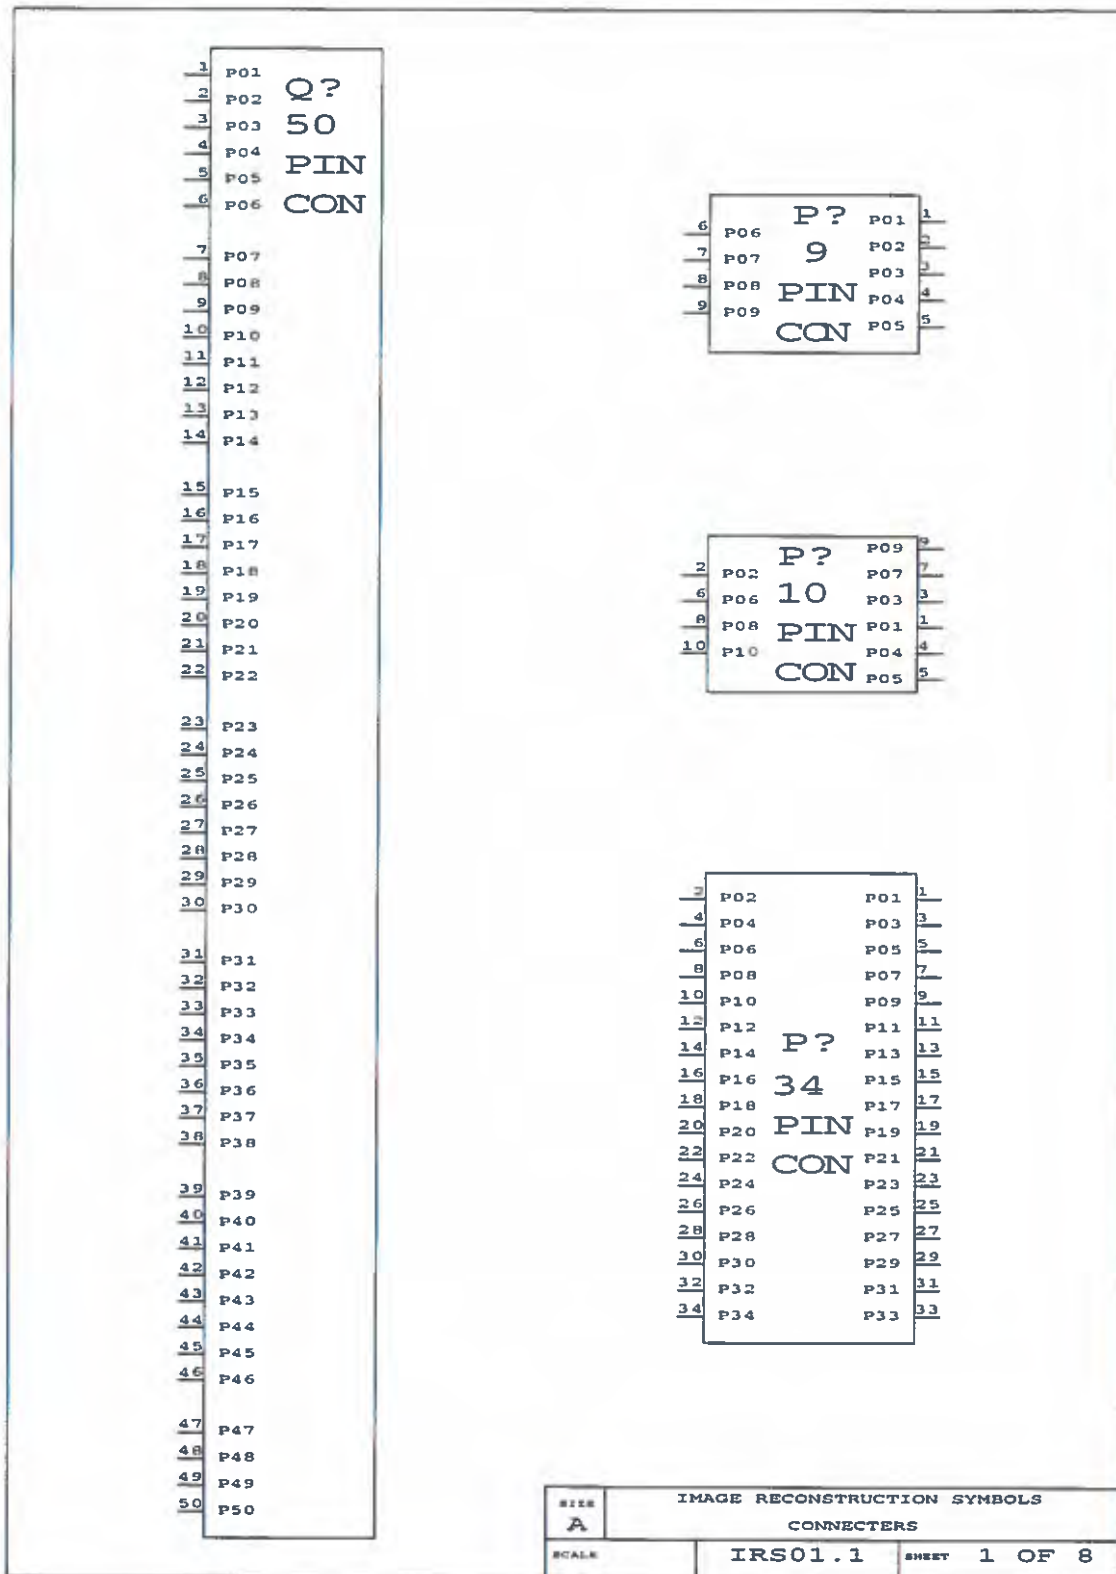 1 P01
2 P02
3 P03
4 P04
5 P05
6 P06
Q?
50
PIN
CON
7 P07
8 P08
9 P09
10 P10
11 P11
12 P12
13 P13
14 P14
15 P15
16 P16
17 P17
18 P18
19 P19
20 P20
21 P21
22 P22
23 P23
24 P24
25 P25
26 P26
27 P27
28 P28
29 P29
30 P30
31 P31
32 P32
33 P33
34 P34
35 P35
36 P36
37 P37
38 P38
39 P39
40 P40
41 P41
42 P42
43 P43
44 P44
45 P45
46 P46
47 P47
48 P48
49 P49
50 P50
P?
9
PIN
CON
6 P06
7 P07
8 P08
9 P09
P01 1
P02 2
P03 3
P04 4
P05 5
P?
10
PIN
CON
2 P02
6 P06
8 P08
10 P10
P09 9
P07 7
P03 3
P01 1
P04 4
P05 5
2 P02 P01 1
4 P04 P03 3
6 P06 P05 5
8 P08 P07 7
10 P10 P09 9
12 P12 P11 11
14 P14 P13 13
16 P16 P15 15
18 P18 P17 17
20 P20 P19 19
22 P22 P21 21
24 P24 P23 23
26 P26 P25 25
28 P28 P27 27
30 P30 P29 29
32 P32 P31 31
34 P34 P33 33
P?
34
PIN
CON
SIZE
A
IMAGE RECONSTRUCTION SYMBOLS
CONNECTERS
SCALE
IRS01.1
SHEET 1 OF 8